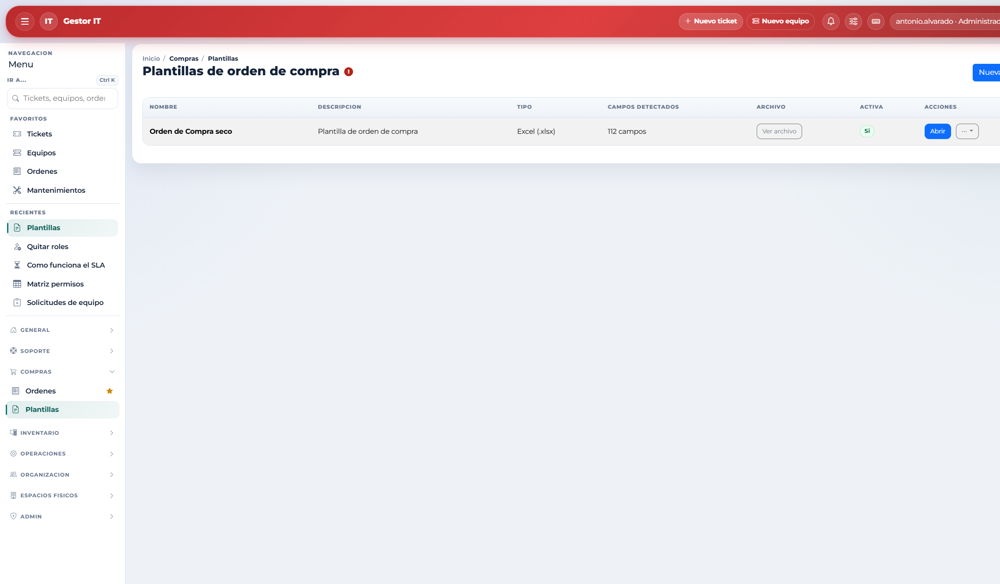 IT Gestor IT
Nuevo ticket
Nuevo equipo
antonio.alvarado · Administrad
NAVEGACION
Menu
IR A...
Ctrl K
Tickets, equipos, orde
FAVORITOS
Tickets
Equipos
Ordenes
Mantenimientos
RECIENTES
Plantillas
Quitar roles
Como funciona el SLA
Matriz permisos
Solicitudes de equipo
GENERAL
SOPORTE
COMPRAS
Ordenes
Plantillas
INVENTARIO
OPERACIONES
ORGANIZACION
ESPACIOS FISICOS
ADMIN
Inicio / Compras / Plantillas
Plantillas de orden de compra
Nueva
NOMBRE DESCRIPCION TIPO CAMPOS DETECTADOS ARCHIVO ACTIVA ACCIONES
Orden de Compra seco Plantilla de orden de compra Excel (.xlsx) 112 campos Ver archivo Si Abrir ...